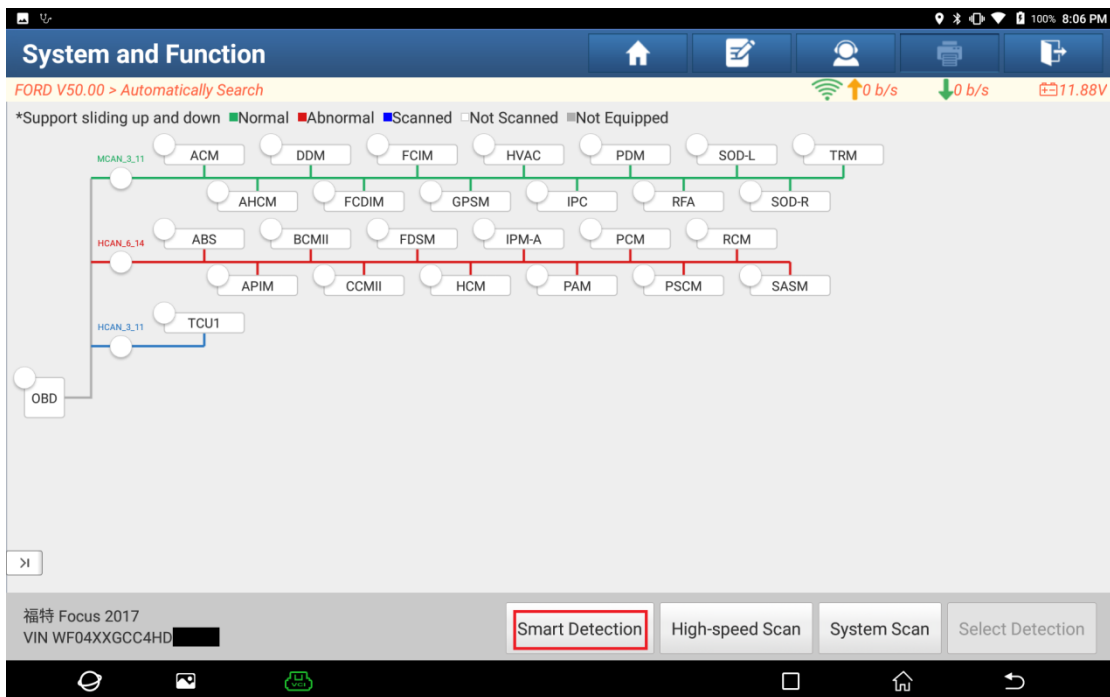 100% 8:06 PM
System and Function
FORD V50.00 > Automatically Search
0 b/s
0 b/s
11.88V
*Support sliding up and down Normal Abnormal Scanned Not Scanned Not Equipped
MCAN_3_11
ACM DDM FCIM HVAC PDM SOD-L TRM
AHCM FCDIM GPSM IPC RFA SOD-R
HCAN_6_14
ABS BCMII FDSM IPM-A PCM RCM
APIM CCMII HCM PAM PSCM SASM
HCAN_3_11
TCU1
OBD
福特 Focus 2017
VIN WF04XXGCC4HD
Smart Detection High-speed Scan System Scan Select Detection
VCI